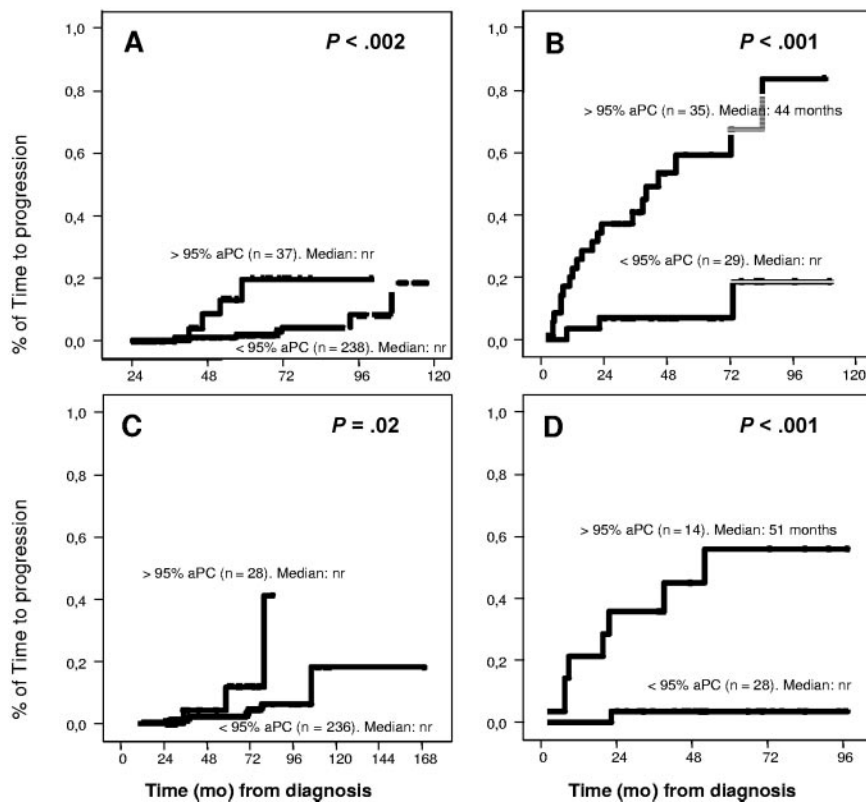 % of Time to progression
A
P < .002
1,0
0,8
0,6
0,4
0,2
0,0
> 95% aPC (n = 37). Median: nr
< 95% aPC (n = 238). Median: nr
24 48 72 96 120
B
P < .001
1,0
0,8
0,6
0,4
0,2
0,0
> 95% aPC (n = 35). Median: 44 months
< 95% aPC (n = 29). Median: nr
0 24 48 72 96 120
% of Time to progression
C
P = .02
1,0
0,8
0,6
0,4
0,2
0,0
> 95% aPC (n = 28). Median: nr
< 95% aPC (n = 236). Median: nr
0 24 48 72 96 120 144 168
Time (mo) from diagnosis
D
P < .001
1,0
0,8
0,6
0,4
0,2
0,0
> 95% aPC (n = 14). Median: 51 months
< 95% aPC (n = 28). Median: nr
0 24 48 72 96
Time (mo) from diagnosis